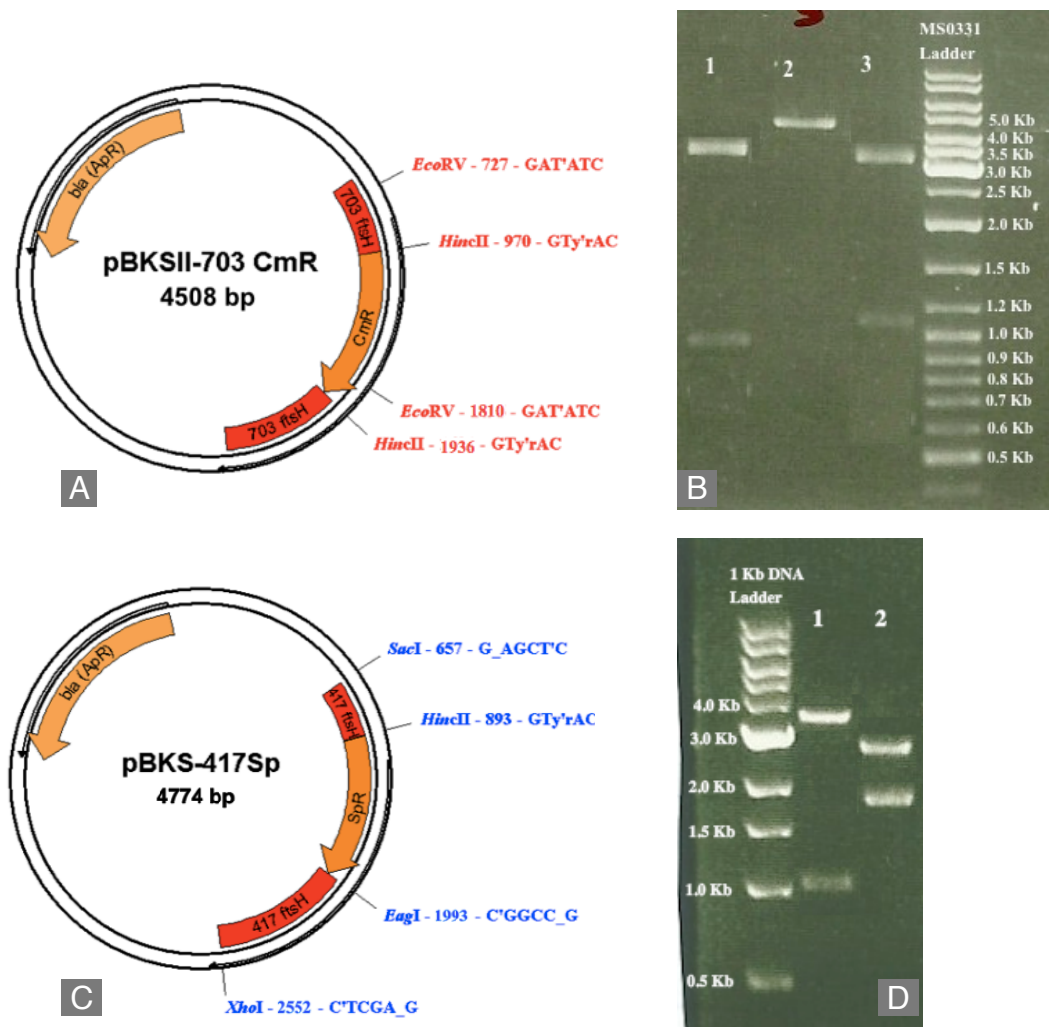 bla (ApR)
pBKSII-703 CmR
4508 bp
703 ftsH
CmR
703 ftsH
EcoRV - 727 - GAT'ATC
HincII - 970 - GTy'rAC
EcoRV - 1810 - GAT'ATC
HincII - 1936 - GTy'rAC
A
MS0331
Ladder
1
2
3
5.0 Kb
4.0 Kb
3.5 Kb
3.0 Kb
2.5 Kb
2.0 Kb
1.5 Kb
1.2 Kb
1.0 Kb
0.9 Kb
0.8 Kb
0.7 Kb
0.6 Kb
0.5 Kb
B
bla (ApR)
pBKS-417Sp
4774 bp
417 ftsH
SpR
417 ftsH
SacI - 657 - G_AGCT'C
HincII - 893 - GTy'rAC
EagI - 1993 - C'GGCC_G
XhoI - 2552 - C'TCGA_G
C
1 Kb DNA
Ladder
1
2
4.0 Kb
3.0 Kb
2.0 Kb
1.5 Kb
1.0 Kb
0.5 Kb
D